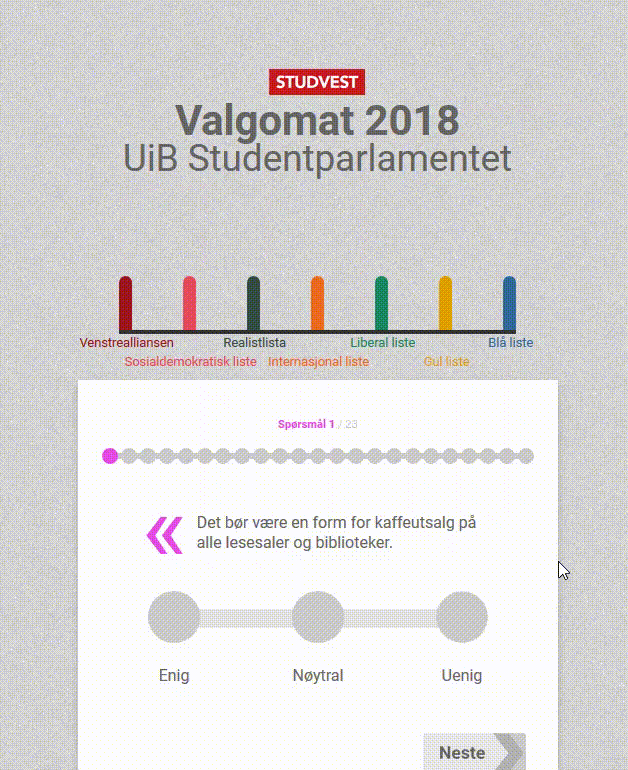 STUDVEST
Valgomat 2018
UiB Studentparlamentet
Venstrealliansen Realistlista Liberal liste Blå liste
Sosialdemokratisk liste Internasjonal liste Gul liste
Spørsmål 1 / 23
Det bør være en form for kaffeutsalg på
alle lesesaler og biblioteker.
Enig Nøytral Uenig
Neste